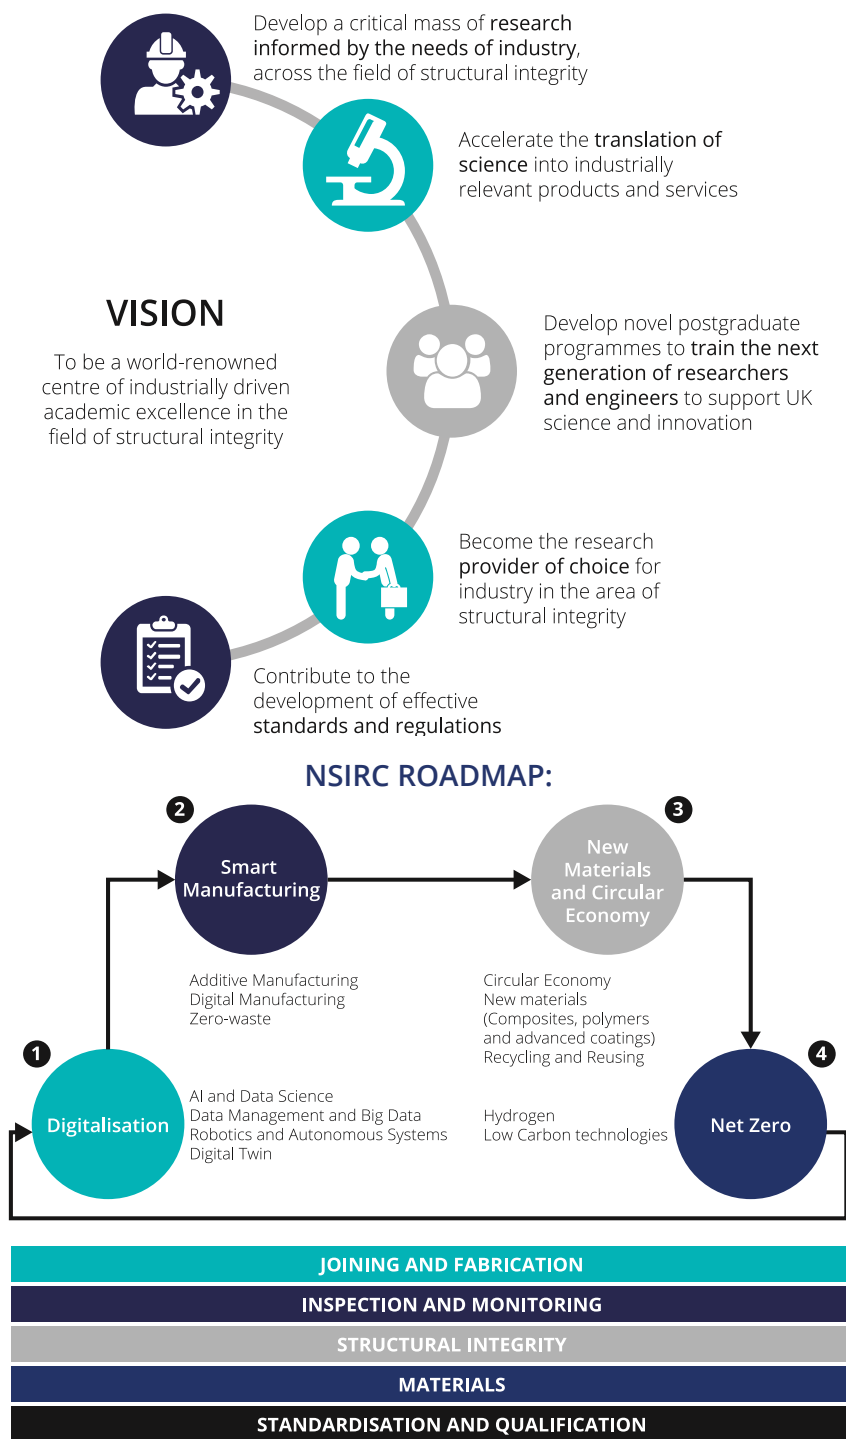 Develop a critical mass of research
informed by the needs of industry,
across the field of structural integrity
Accelerate the translation of
science into industrially
relevant products and services
VISION
To be a world-renowned
centre of industrially driven
academic excellence in the
field of structural integrity
Develop novel postgraduate
programmes to train the next
generation of researchers
and engineers to support UK
science and innovation
Become the research
provider of choice for
industry in the area of
structural integrity
Contribute to the
development of effective
standards and regulations
NSIRC ROADMAP:
2
Smart
Manufacturing
3
New
Materials
and Circular
Economy
Additive Manufacturing
Digital Manufacturing
Zero-waste
Circular Economy
New materials
(Composites, polymers
and advanced coatings)
Recycling and Reusing
1
Digitalisation
AI and Data Science
Data Management and Big Data
Robotics and Autonomous Systems
Digital Twin
Hydrogen
Low Carbon technologies
4
Net Zero
JOINING AND FABRICATION
INSPECTION AND MONITORING
STRUCTURAL INTEGRITY
MATERIALS
STANDARDISATION AND QUALIFICATION